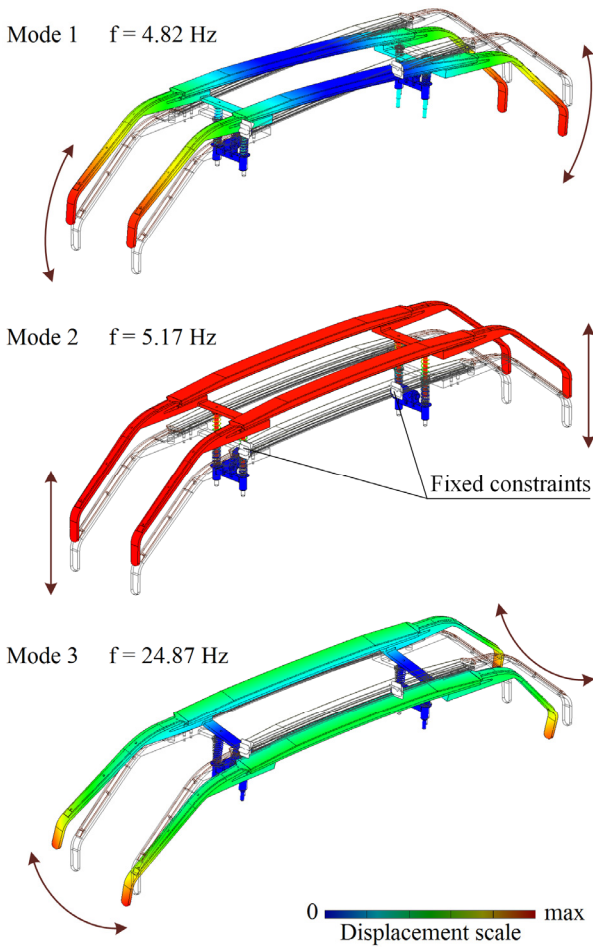 Mode 1 f = 4.82 Hz
Mode 2 f = 5.17 Hz
Fixed constraints
Mode 3 f = 24.87 Hz
0 max
Displacement scale